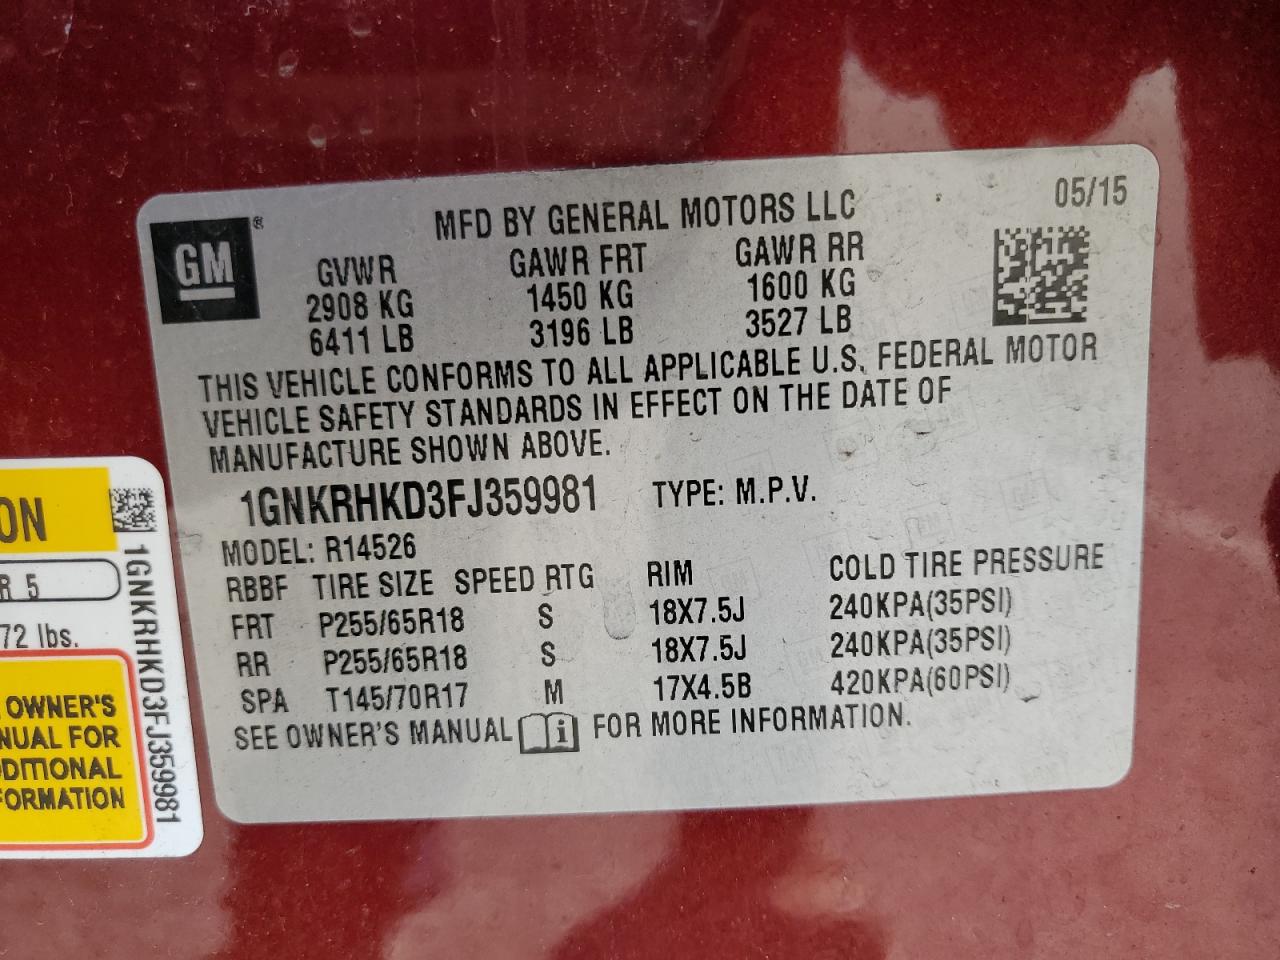 GM
®
MFD BY GENERAL MOTORS LLC
05/15
GVWR GAWR FRT GAWR RR
2908 KG 1450 KG 1600 KG
6411 LB 3196 LB 3527 LB
THIS VEHICLE CONFORMS TO ALL APPLICABLE U.S. FEDERAL MOTOR
VEHICLE SAFETY STANDARDS IN EFFECT ON THE DATE OF
MANUFACTURE SHOWN ABOVE.
1GNKRHKD3FJ359981 TYPE: M.P.V.
MODEL: R14526
RBBF TIRE SIZE SPEED RTG RIM COLD TIRE PRESSURE
FRT P255/65R18 S 18X7.5J 240KPA(35PSI)
RR P255/65R18 S 18X7.5J 240KPA(35PSI)
SPA T145/70R17 M 17X4.5B 420KPA(60PSI)
SEE OWNER'S MANUAL i FOR MORE INFORMATION.
ON
R 5
72 lbs.
OWNER'S
NUAL FOR
DITIONAL
FORMATION
1GNKRHKD3FJ359981